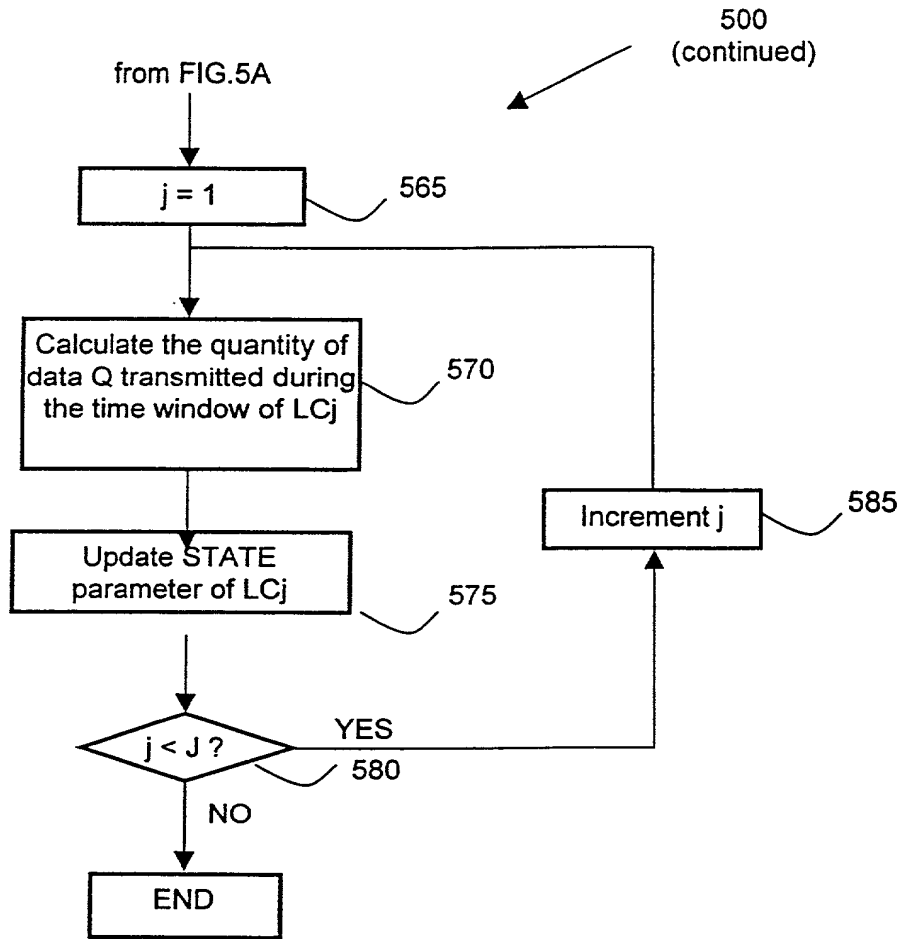 500
(continued)
from FIG.5A
j = 1
565
Calculate the quantity of
data Q transmitted during
the time window of LCj
570
Update STATE
parameter of LCj
575
Increment j
585
j < J ?
YES
580
NO
END